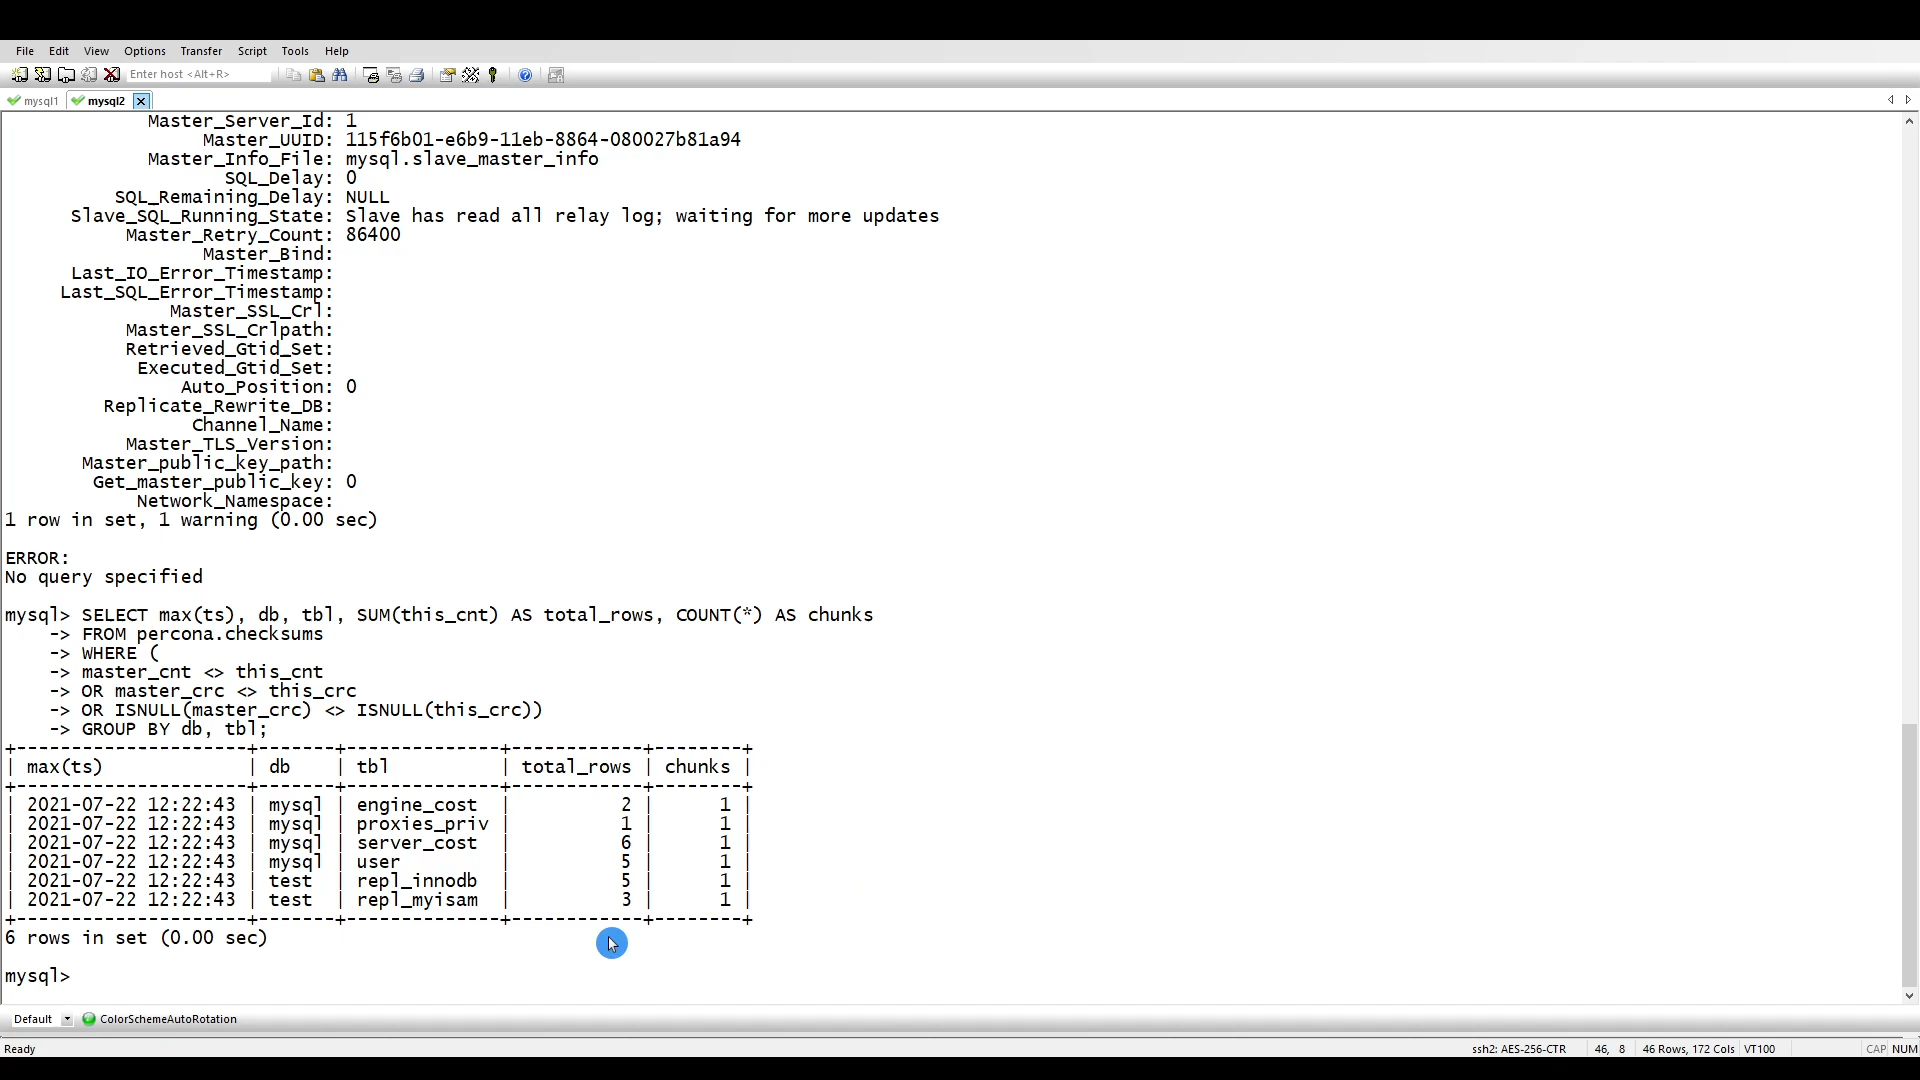 File Edit View Options Transfer Script Tools Help
Enter host <Alt+R>
mysql1 mysql2
Master_Server_Id: 1
Master_UUID: 115f6b01-e6b9-11eb-8864-080027b81a94
Master_Info_File: mysql.slave_master_info
SQL_Delay: 0
SQL_Remaining_Delay: NULL
Slave_SQL_Running_State: Slave has read all relay log; waiting for more updates
Master_Retry_Count: 86400
Master_Bind:
Last_IO_Error_Timestamp:
Last_SQL_Error_Timestamp:
Master_SSL_Crl:
Master_SSL_Crlpath:
Retrieved_Gtid_Set:
Executed_Gtid_Set:
Auto_Position: 0
Replicate_Rewrite_DB:
Channel_Name:
Master_TLS_Version:
Master_public_key_path:
Get_master_public_key: 0
Network_Namespace:
1 row in set, 1 warning (0.00 sec)
ERROR:
No query specified
mysql> SELECT max(ts), db, tbl, SUM(this_cnt) AS total_rows, COUNT(*) AS chunks
-> FROM percona.checksums
-> WHERE (
-> master_cnt <> this_cnt
-> OR master_crc <> this_crc
-> OR ISNULL(master_crc) <> ISNULL(this_crc))
-> GROUP BY db, tbl;
+----------------------+--------+---------------+------------+--------+
| max(ts) | db | tbl | total_rows | chunks |
+----------------------+--------+---------------+------------+--------+
| 2021-07-22 12:22:43 | mysql | engine_cost | 2 | 1 |
| 2021-07-22 12:22:43 | mysql | proxies_priv | 1 | 1 |
| 2021-07-22 12:22:43 | mysql | server_cost | 6 | 1 |
| 2021-07-22 12:22:43 | mysql | user | 5 | 1 |
| 2021-07-22 12:22:43 | test | repl_innodb | 5 | 1 |
| 2021-07-22 12:22:43 | test | repl_myisam | 3 | 1 |
+----------------------+--------+---------------+------------+--------+
6 rows in set (0.00 sec)
mysql>
Default ColorSchemeAutoRotation
Ready ssh2: AES-256-CTR 46, 8 46 Rows, 172 Cols VT100 CAP NUM